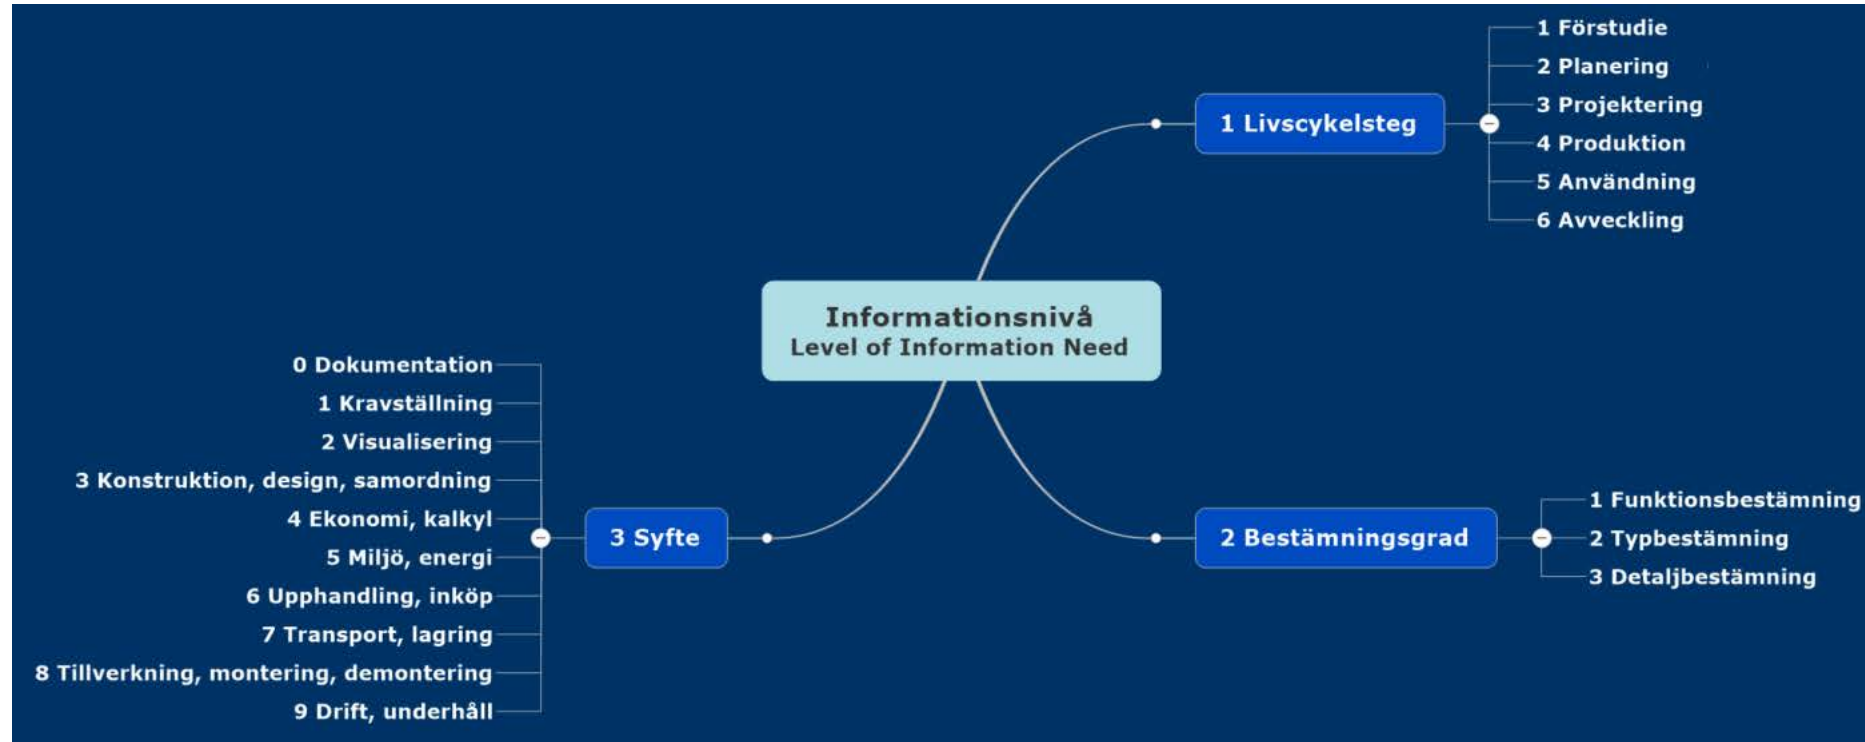 Informationsnivå
Level of Information Need
1 Livscykelsteg
1 Förstudie
2 Planering
3 Projektering
4 Produktion
5 Användning
6 Avveckling
2 Bestämningsgrad
1 Funktionsbestämning
2 Typbestämning
3 Detaljbestämning
3 Syfte
0 Dokumentation
1 Kravställning
2 Visualisering
3 Konstruktion, design, samordning
4 Ekonomi, kalkyl
5 Miljö, energi
6 Upphandling, inköp
7 Transport, lagring
8 Tillverkning, montering, demontering
9 Drift, underhåll